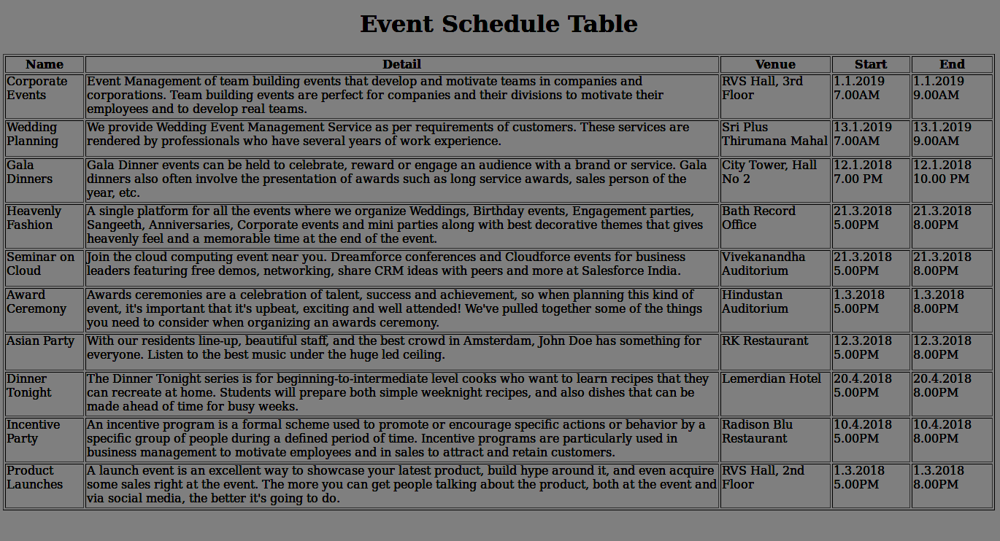 Event Schedule Table
Name Detail Venue Start End
Corporate Event Management of team building events that develop and motivate teams in companies and RVS Hall, 3rd 1.1.2019 1.1.2019
Events corporations. Team building events are perfect for companies and their divisions to motivate their Floor 7.00AM 9.00AM
employees and to develop real teams.
Wedding We provide Wedding Event Management Service as per requirements of customers. These services are Sri Plus 13.1.2019 13.1.2019
Planning rendered by professionals who have several years of work experience. Thirumana Mahal 7.00AM 9.00AM
Gala Gala Dinner events can be held to celebrate, reward or engage an audience with a brand or service. Gala City Tower, Hall 12.1.2018 12.1.2018
Dinners dinners also often involve the presentation of awards such as long service awards, sales person of the No 2 7.00 PM 10.00 PM
year, etc.
Heavenly A single platform for all the events where we organize Weddings, Birthday events, Engagement parties, Bath Record 21.3.2018 21.3.2018
Fashion Sangeeth, Anniversaries, Corporate events and mini parties along with best decorative themes that gives Office 5.00PM 8.00PM
heavenly feel and a memorable time at the end of the event.
Seminar on Join the cloud computing event near you. Dreamforce conferences and Cloudforce events for business Vivekanandha 21.3.2018 21.3.2018
Cloud leaders featuring free demos, networking, share CRM ideas with peers and more at Salesforce India. Auditorium 5.00PM 8.00PM
Award Awards ceremonies are a celebration of talent, success and achievement, so when planning this kind of Hindustan 1.3.2018 1.3.2018
Ceremony event, it's important that it's upbeat, exciting and well attended! We've pulled together some of the things Auditorium 5.00PM 8.00PM
you need to consider when organizing an awards ceremony.
Asian Party With our residents line-up, beautiful staff, and the best crowd in Amsterdam, John Doe has something for RK Restaurant 12.3.2018 12.3.2018
everyone. Listen to the best music under the huge led ceiling. 5.00PM 8.00PM
Dinner The Dinner Tonight series is for beginning-to-intermediate level cooks who want to learn recipes that they Lemerdian Hotel 20.4.2018 20.4.2018
Tonight can recreate at home. Students will prepare both simple weeknight recipes, and also dishes that can be 5.00PM 8.00PM
made ahead of time for busy weeks.
Incentive An incentive program is a formal scheme used to promote or encourage specific actions or behavior by a Radison Blu 10.4.2018 10.4.2018
Party specific group of people during a defined period of time. Incentive programs are particularly used in Restaurant 5.00PM 8.00PM
business management to motivate employees and in sales to attract and retain customers.
Product A launch event is an excellent way to showcase your latest product, build hype around it, and even acquire RVS Hall, 2nd 1.3.2018 1.3.2018
Launches some sales right at the event. The more you can get people talking about the product, both at the event and Floor 5.00PM 8.00PM
via social media, the better it's going to do.